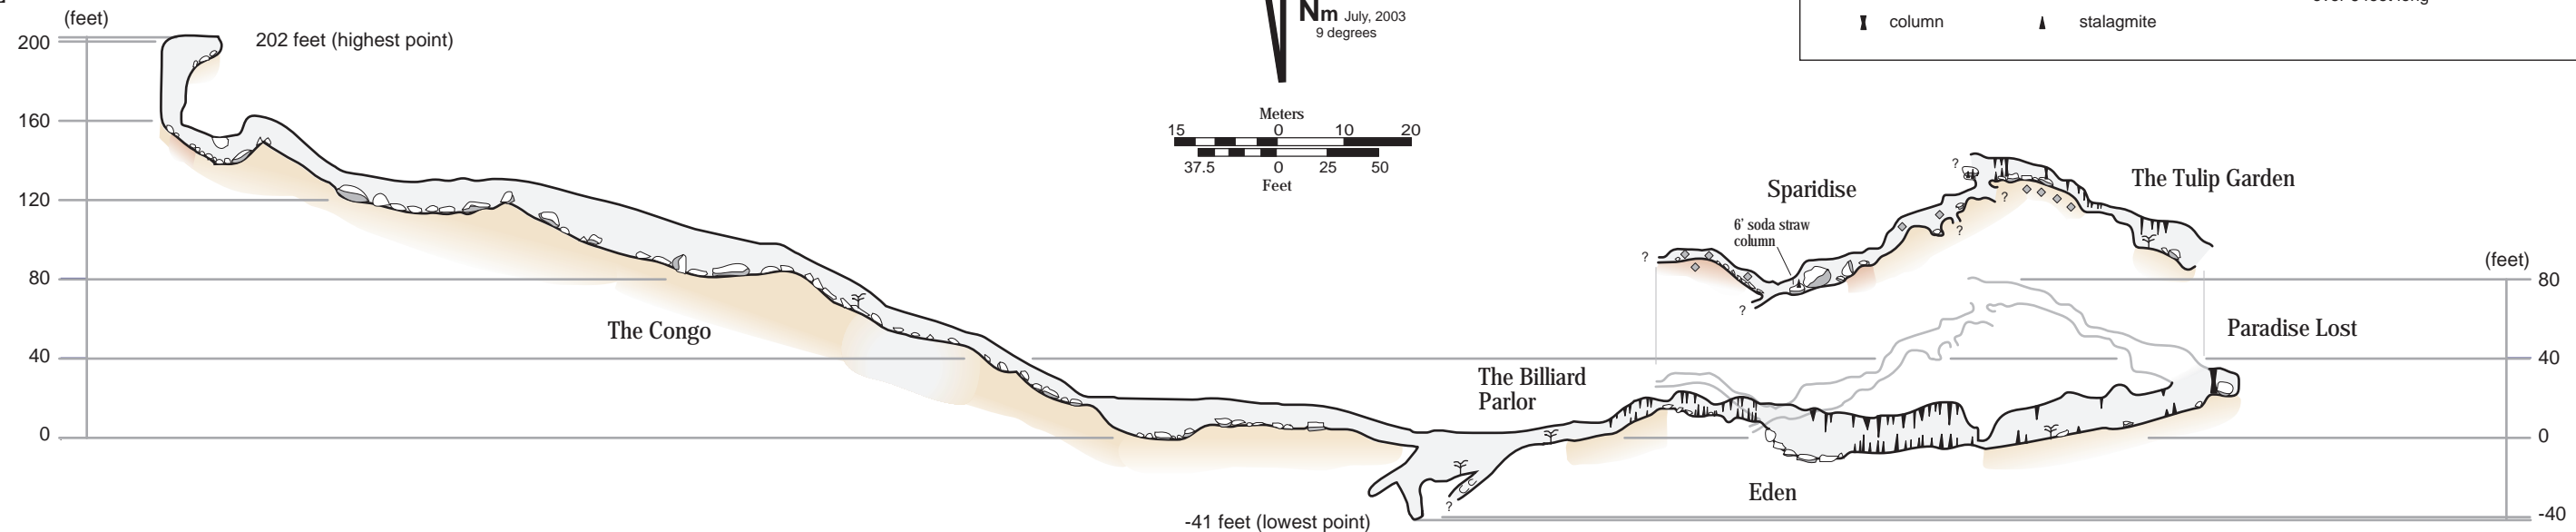 (feet)
200
202 feet (highest point)
160
120
80
40
0
The Congo
-41 feet (lowest point)
Nm July, 2003
9 degrees
Meters
15 0 10 20
37.5 0 25 50
Feet
column
stalagmite
Sparidise
6' soda straw
column
The Tulip Garden
?
?
?
?
?
?
The Billiard
Parlor
Eden
Paradise Lost
(feet)
80
40
0
-40